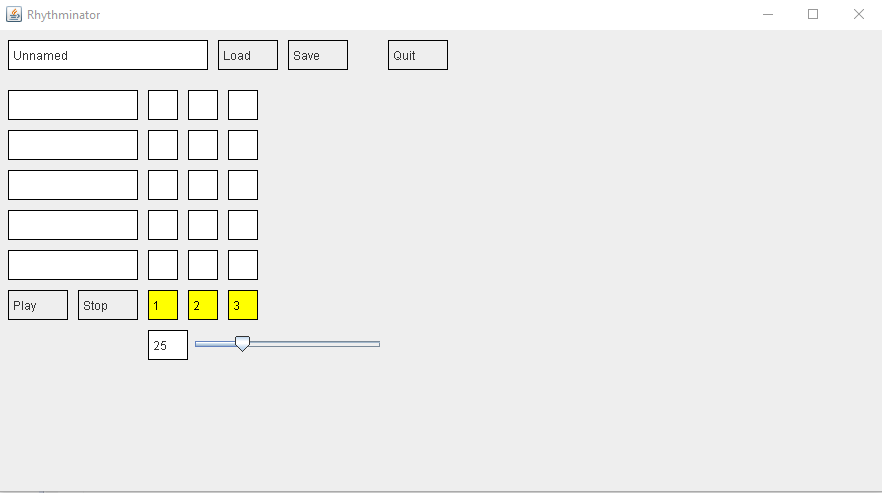 Rhythminator
Unnamed Load Save Quit
Play Stop 1 2 3
25